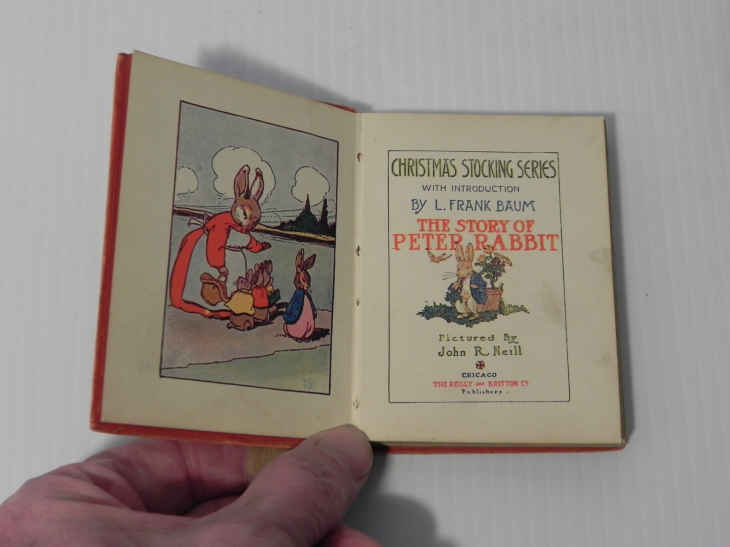 CHRISTMAS STOCKING SERIES
WITH INTRODUCTION
BY L. FRANK BAUM
THE STORY OF
PETER RABBIT
Pictured By
John R. Neill
CHICAGO
THE REILLY AND BRITTON CO
Publishers